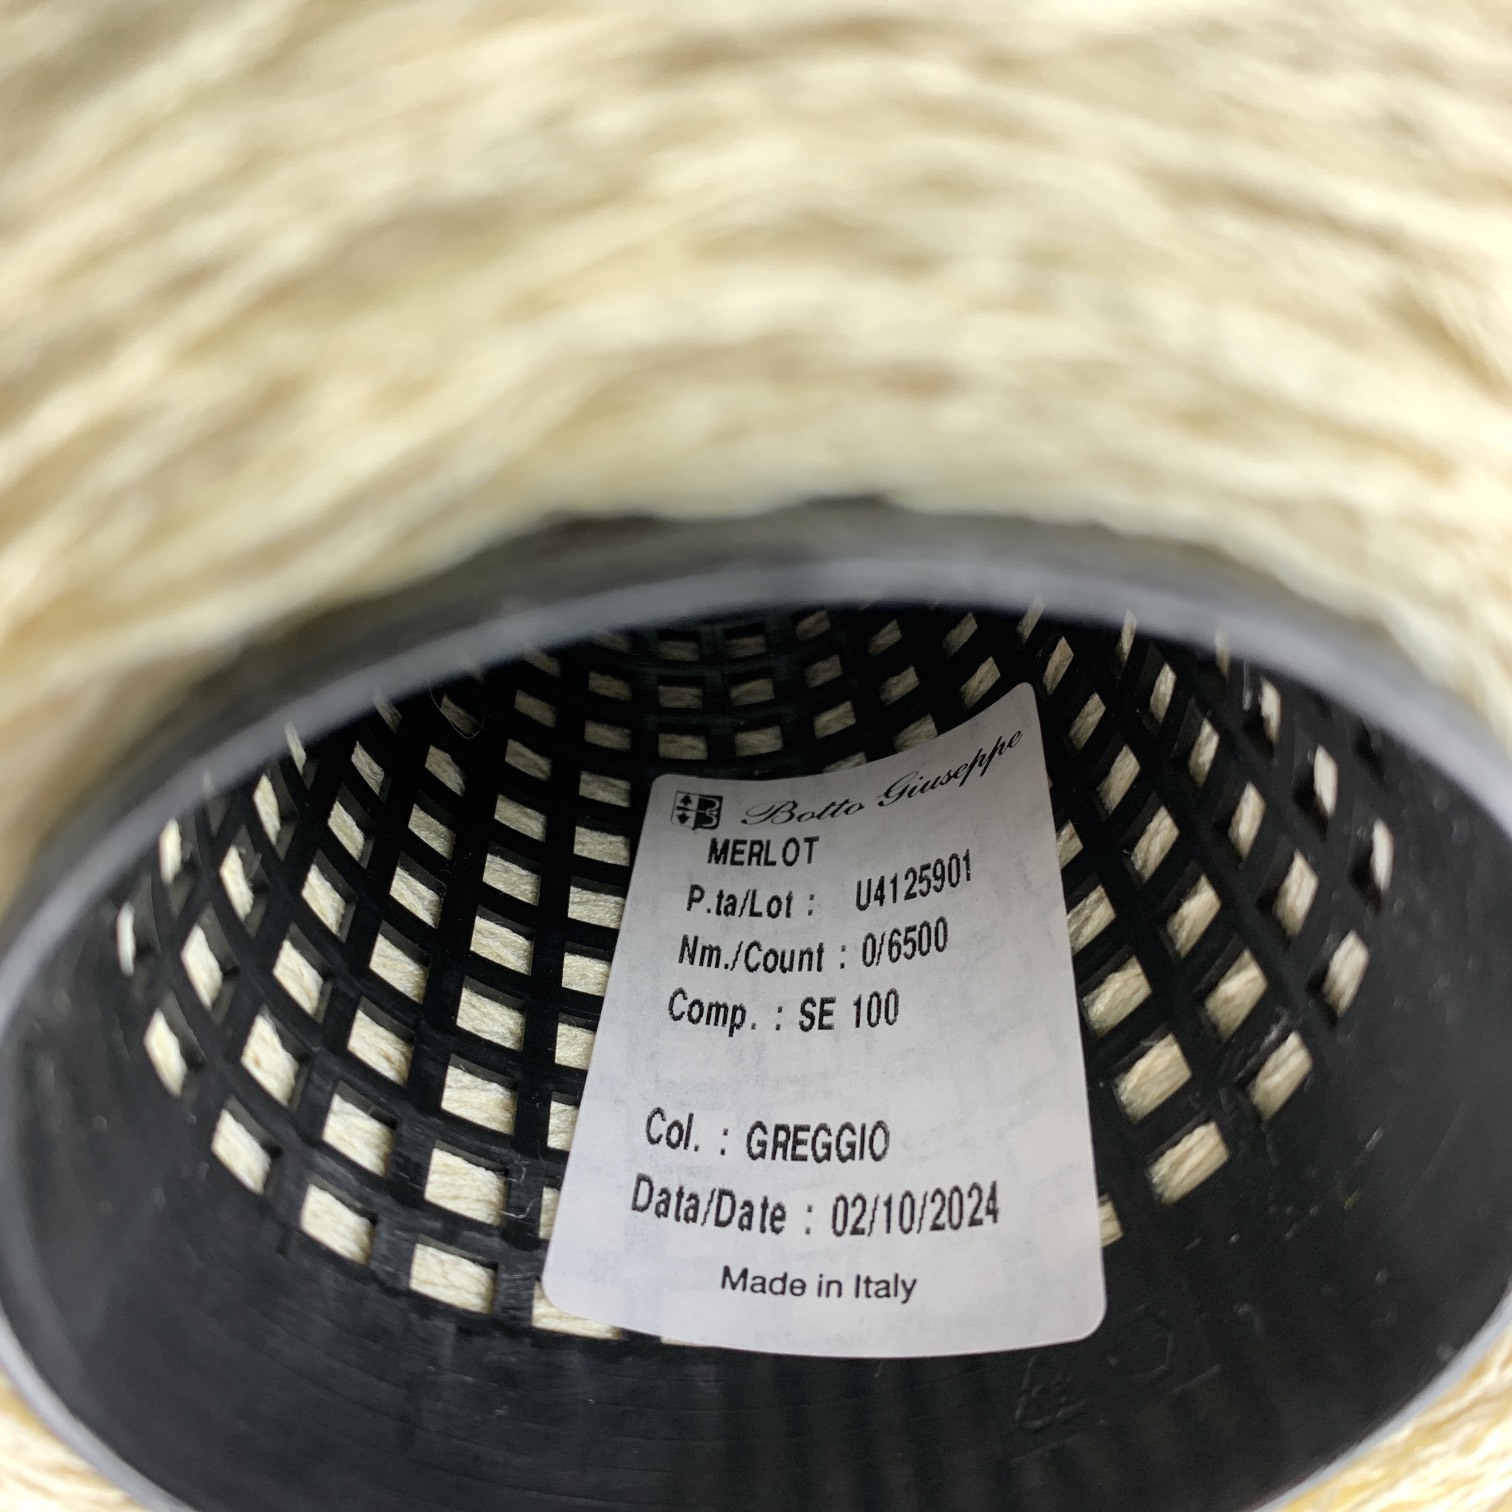 B Botto Giuseppe
MERLOT
P.ta/Lot : U4125901
Nm./Count : 0/6500
Comp. : SE 100
Col. : GREGGIO
Data/Date : 02/10/2024
Made in Italy